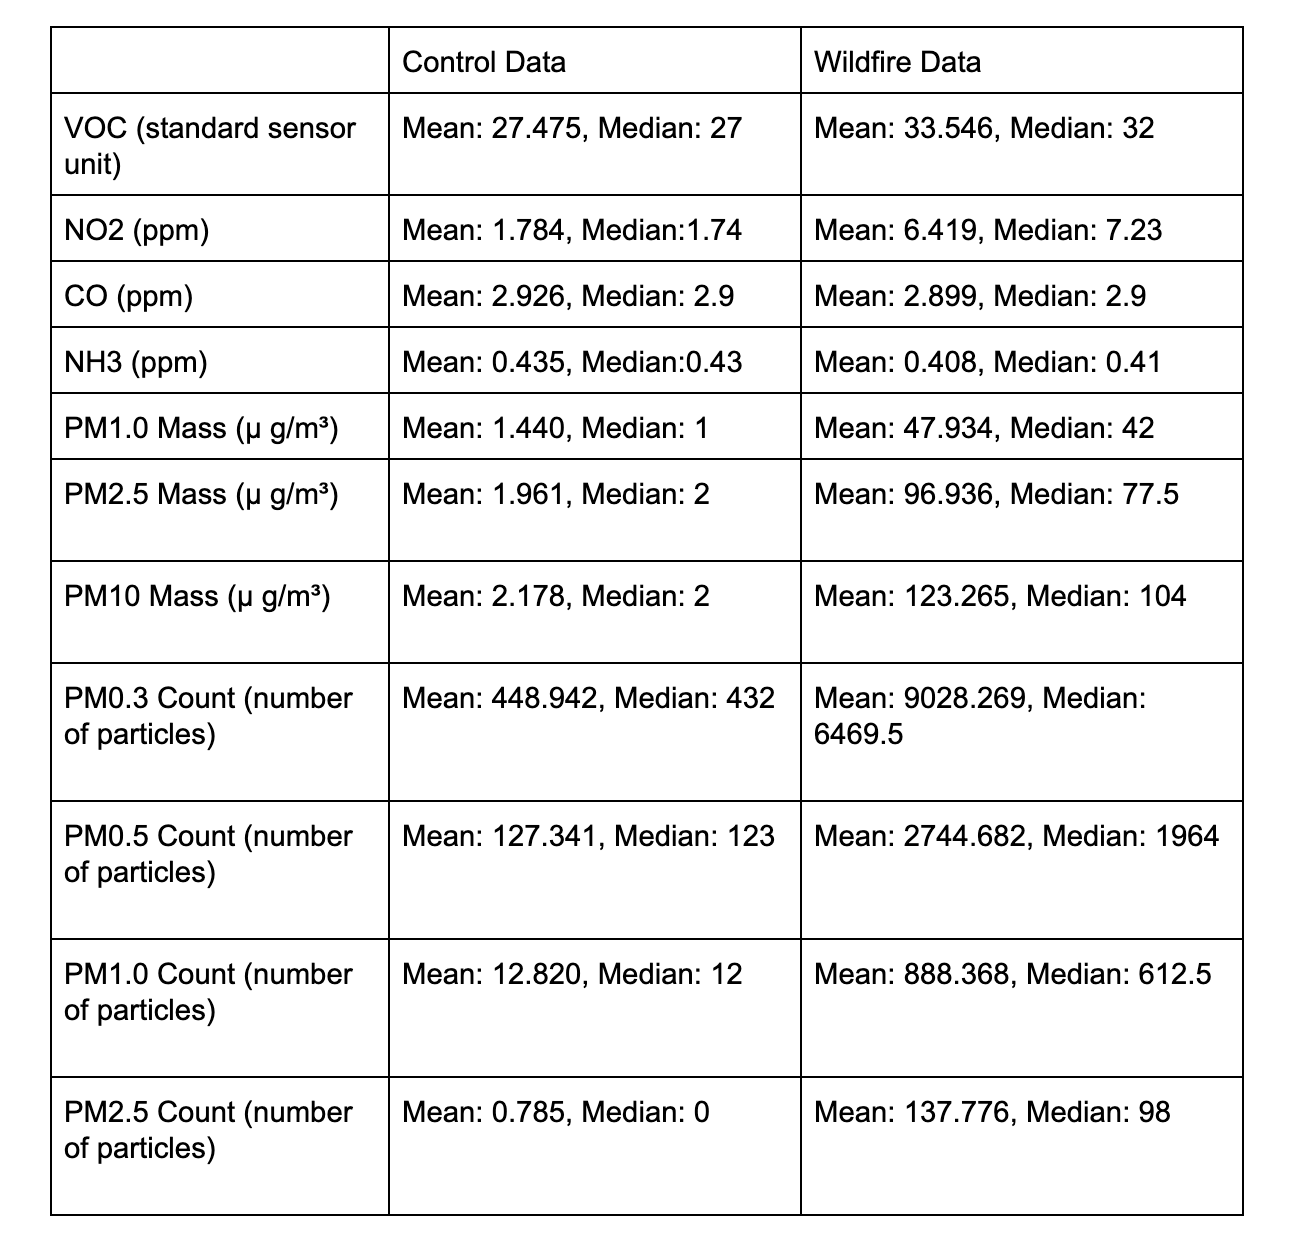 Control Data
Wildfire Data
VOC (standard sensor
unit)
Mean: 27.475, Median: 27
Mean: 33.546, Median: 32
NO2 (ppm)
Mean: 1.784, Median:1.74
Mean: 6.419, Median: 7.23
CO (ppm)
Mean: 2.926, Median: 2.9
Mean: 2.899, Median: 2.9
NH3 (ppm)
Mean: 0.435, Median:0.43
Mean: 0.408, Median: 0.41
PM1.0 Mass (μ g/m³)
Mean: 1.440, Median: 1
Mean: 47.934, Median: 42
PM2.5 Mass (μ g/m³)
Mean: 1.961, Median: 2
Mean: 96.936, Median: 77.5
PM10 Mass (μ g/m³)
Mean: 2.178, Median: 2
Mean: 123.265, Median: 104
PM0.3 Count (number
of particles)
Mean: 448.942, Median: 432
Mean: 9028.269, Median:
6469.5
PM0.5 Count (number
of particles)
Mean: 127.341, Median: 123
Mean: 2744.682, Median: 1964
PM1.0 Count (number
of particles)
Mean: 12.820, Median: 12
Mean: 888.368, Median: 612.5
PM2.5 Count (number
of particles)
Mean: 0.785, Median: 0
Mean: 137.776, Median: 98